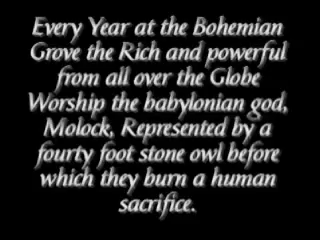 Every Year at the Bohemian
Grove the Rich and powerful
from all over the Globe
Worship the babylonian god,
Molock, Represented by a
fourty foot stone owl before
which they burn a human
sacrifice.